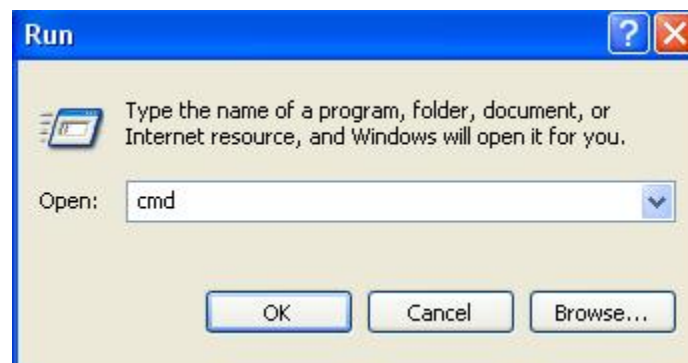 Run
Type the name of a program, folder, document, or
Internet resource, and Windows will open it for you.
Open: cmd
OK Cancel Browse...